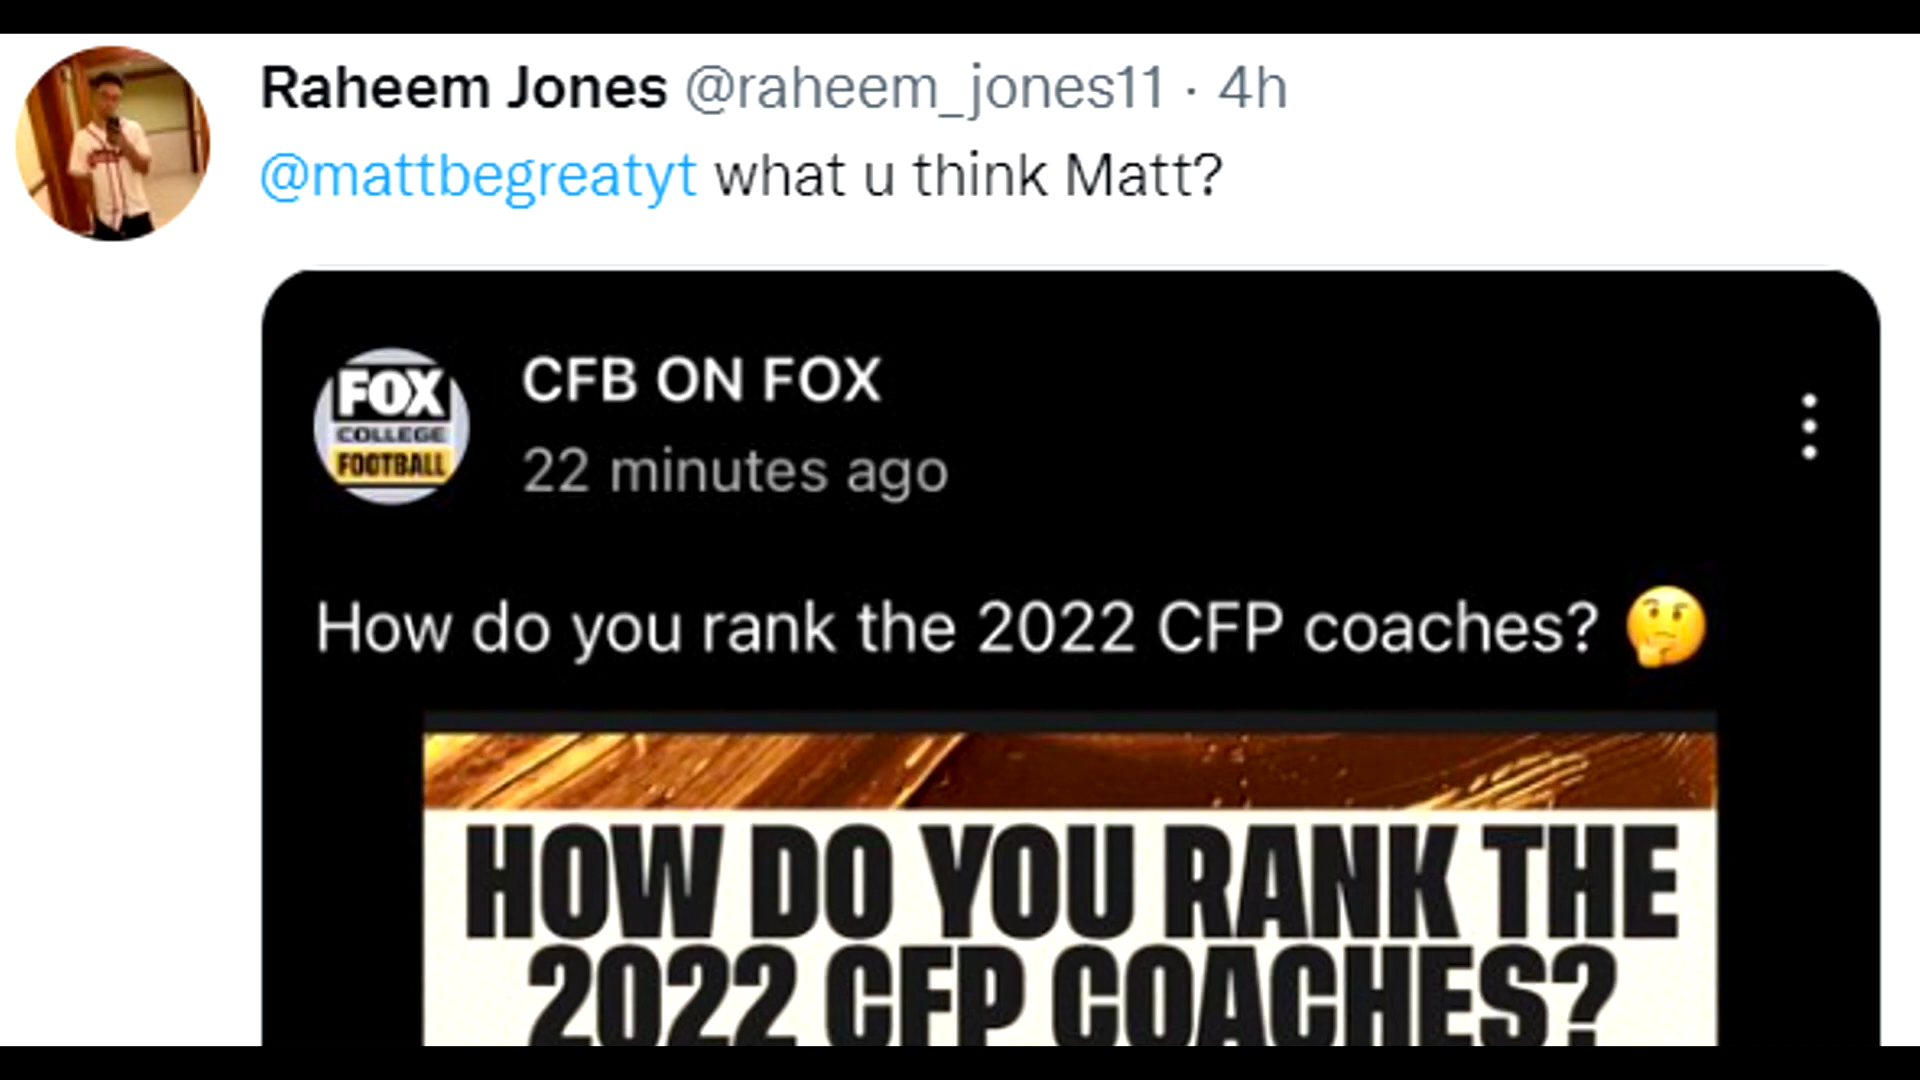 Raheem Jones @raheem_jones11 · 4h
@mattbegreatyt what u think Matt?
FOX
COLLEGE
FOOTBALL
CFB ON FOX
22 minutes ago
How do you rank the 2022 CFP coaches? 🤔
HOW DO YOU RANK THE
2022 CFP COACHES?